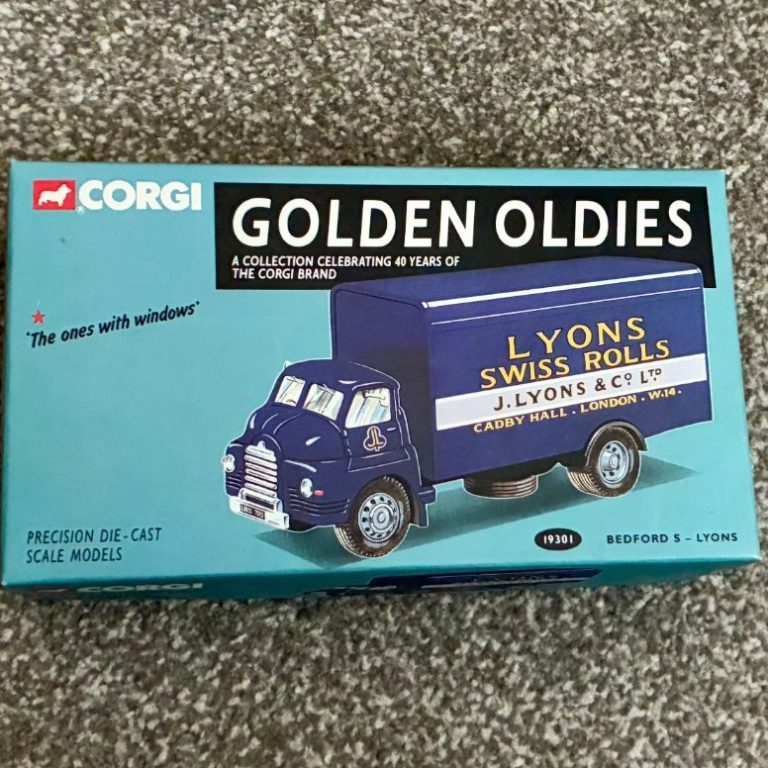 CORGI
GOLDEN OLDIES
A COLLECTION CELEBRATING 40 YEARS OF
THE CORGI BRAND
'The ones with windows'
LYONS
SWISS ROLLS
J. LYONS & Cº. LTD
CADBY HALL . LONDON . W.14.
JL
PRECISION DIE-CAST
SCALE MODELS
19301
BEDFORD S – LYONS
CORGI